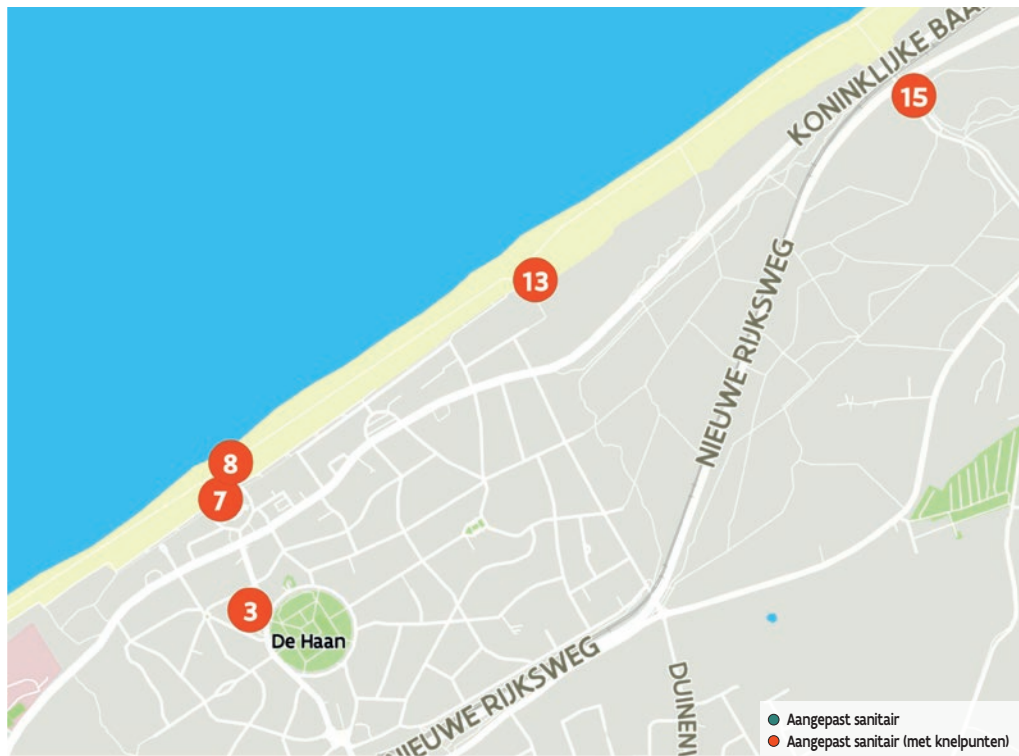 KONINKLIJKE BAA
15
13
NIEUWE RIJKSWEG
8
7
3
De Haan
NIEUWE RIJKSWEG
DUINENI
Aangepast sanitair
Aangepast sanitair (met knelpunten)